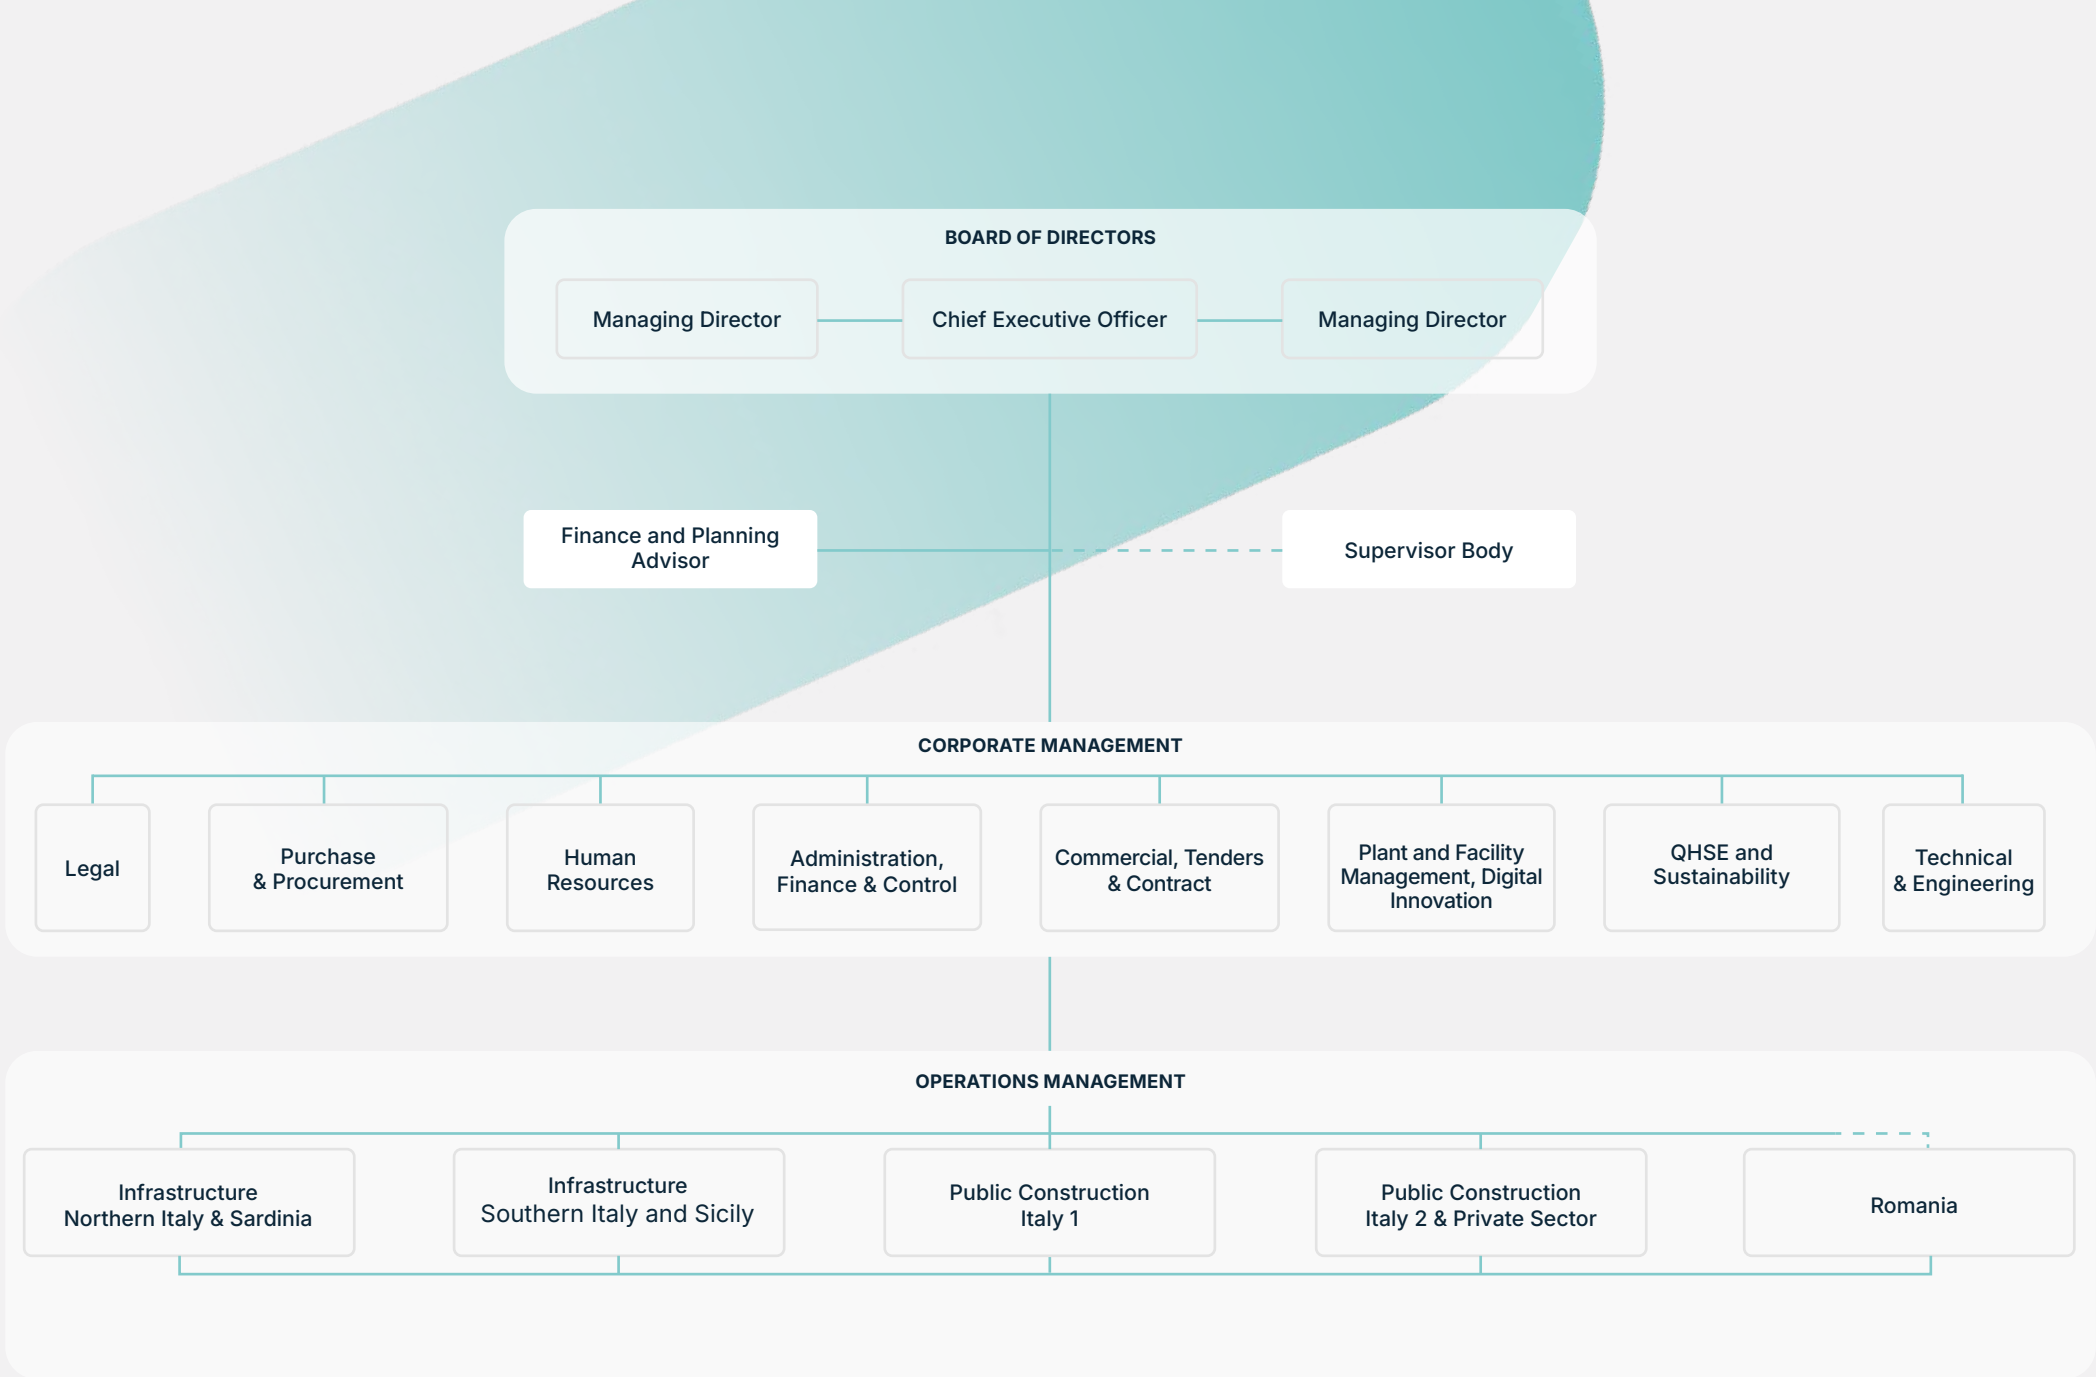 BOARD OF DIRECTORS
Managing Director
Chief Executive Officer
Managing Director
Finance and Planning
Advisor
Supervisor Body
CORPORATE MANAGEMENT
Legal
Purchase
& Procurement
Human
Resources
Administration,
Finance & Control
Commercial, Tenders
& Contract
Plant and Facility
Management, Digital
Innovation
QHSE and
Sustainability
Technical
& Engineering
OPERATIONS MANAGEMENT
Infrastructure
Northern Italy & Sardinia
Infrastructure
Southern Italy and Sicily
Public Construction
Italy 1
Public Construction
Italy 2 & Private Sector
Romania